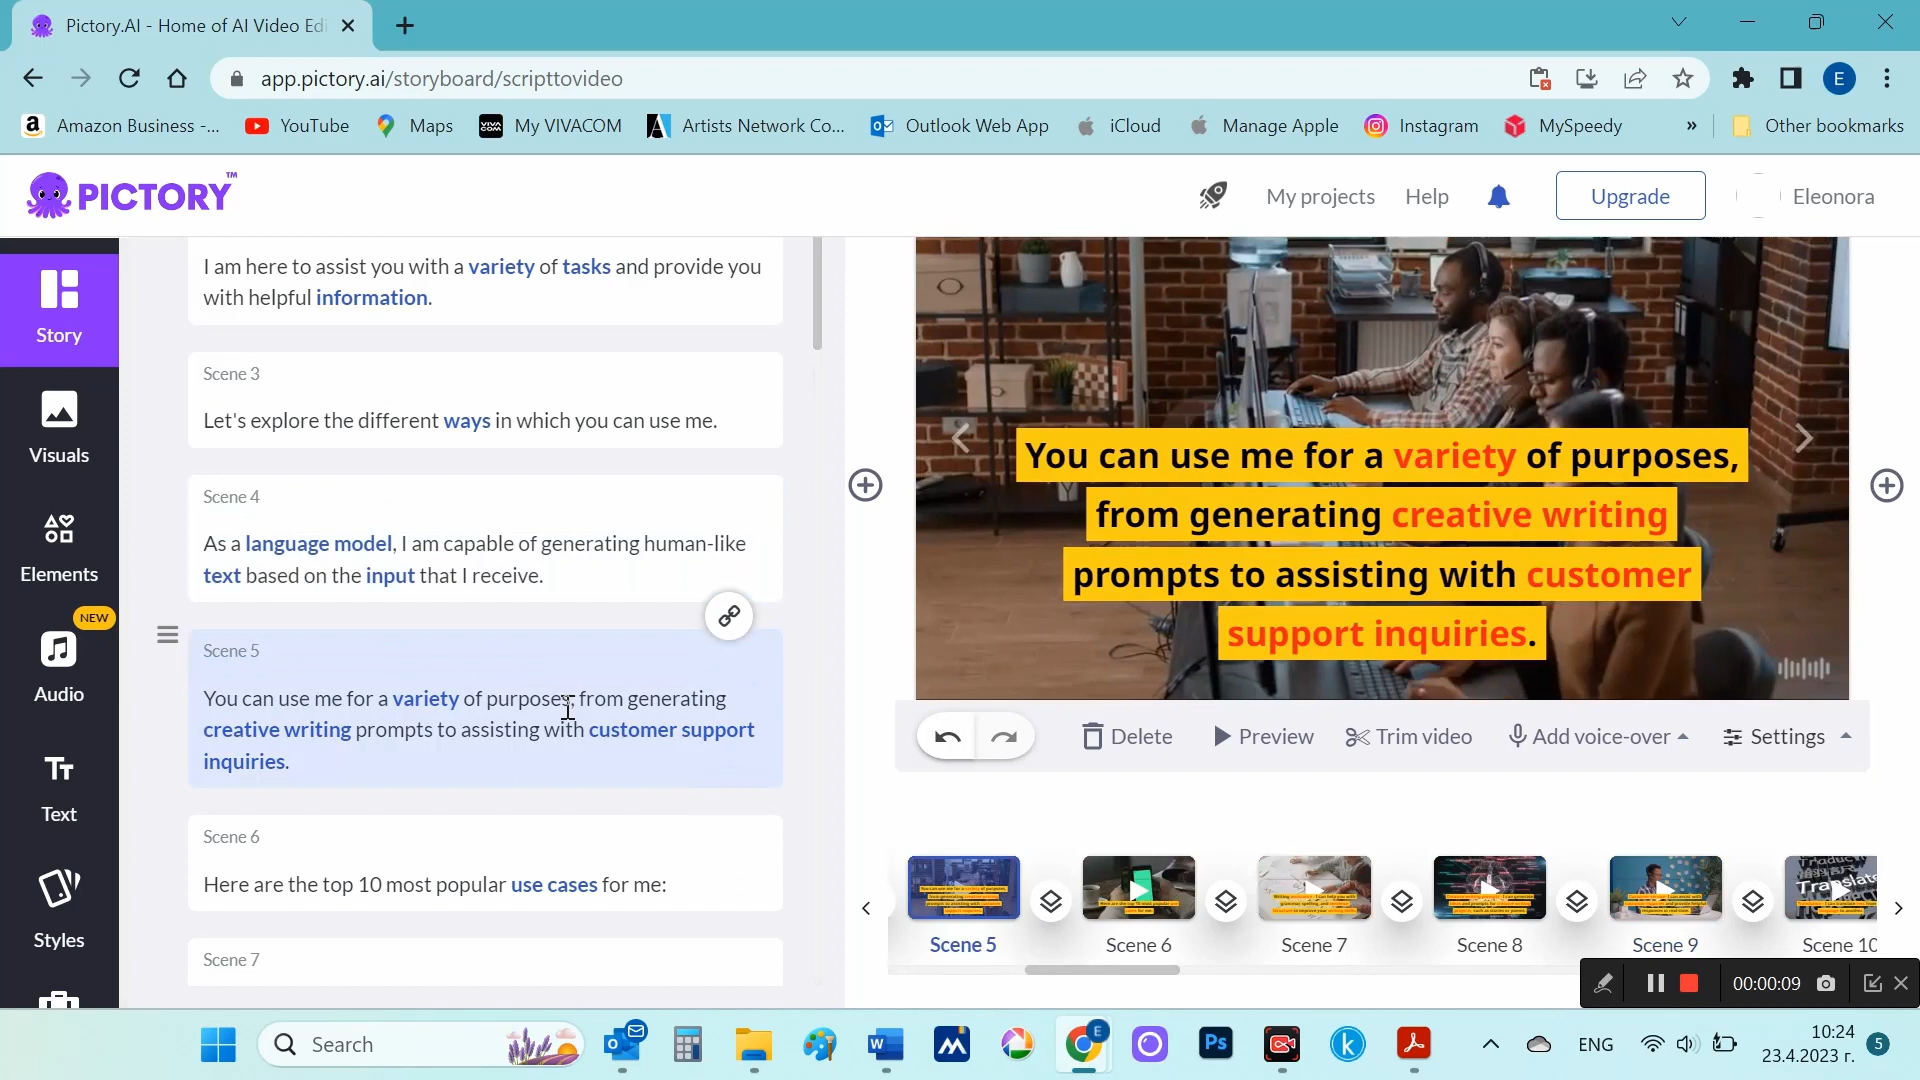 Pictory.AI - Home of AI Video Edi
app.pictory.ai/storyboard/scripttovideo
E
Amazon Business -...
YouTube
Maps
My VIVACOM
Artists Network Co...
Outlook Web App
iCloud
Manage Apple
Instagram
MySpeedy
»
Other bookmarks
PICTORY™
My projects
Help
Upgrade
Eleonora
Story
Visuals
Elements
NEW
Audio
Text
Styles
I am here to assist you with a variety of tasks and provide you
with helpful information.
Scene 3
Let's explore the different ways in which you can use me.
Scene 4
As a language model, I am capable of generating human-like
text based on the input that I receive.
Scene 5
You can use me for a variety of purposes, from generating
creative writing prompts to assisting with customer support
inquiries.
Scene 6
Here are the top 10 most popular use cases for me:
Scene 7
You can use me for a variety of purposes,
from generating creative writing
prompts to assisting with customer
support inquiries.
Delete
Preview
Trim video
Add voice-over
Settings
Scene 5
Scene 6
Scene 7
Scene 8
Scene 9
Scene 10
00:00:09
Search
ENG
10:24
23.4.2023 г.
5